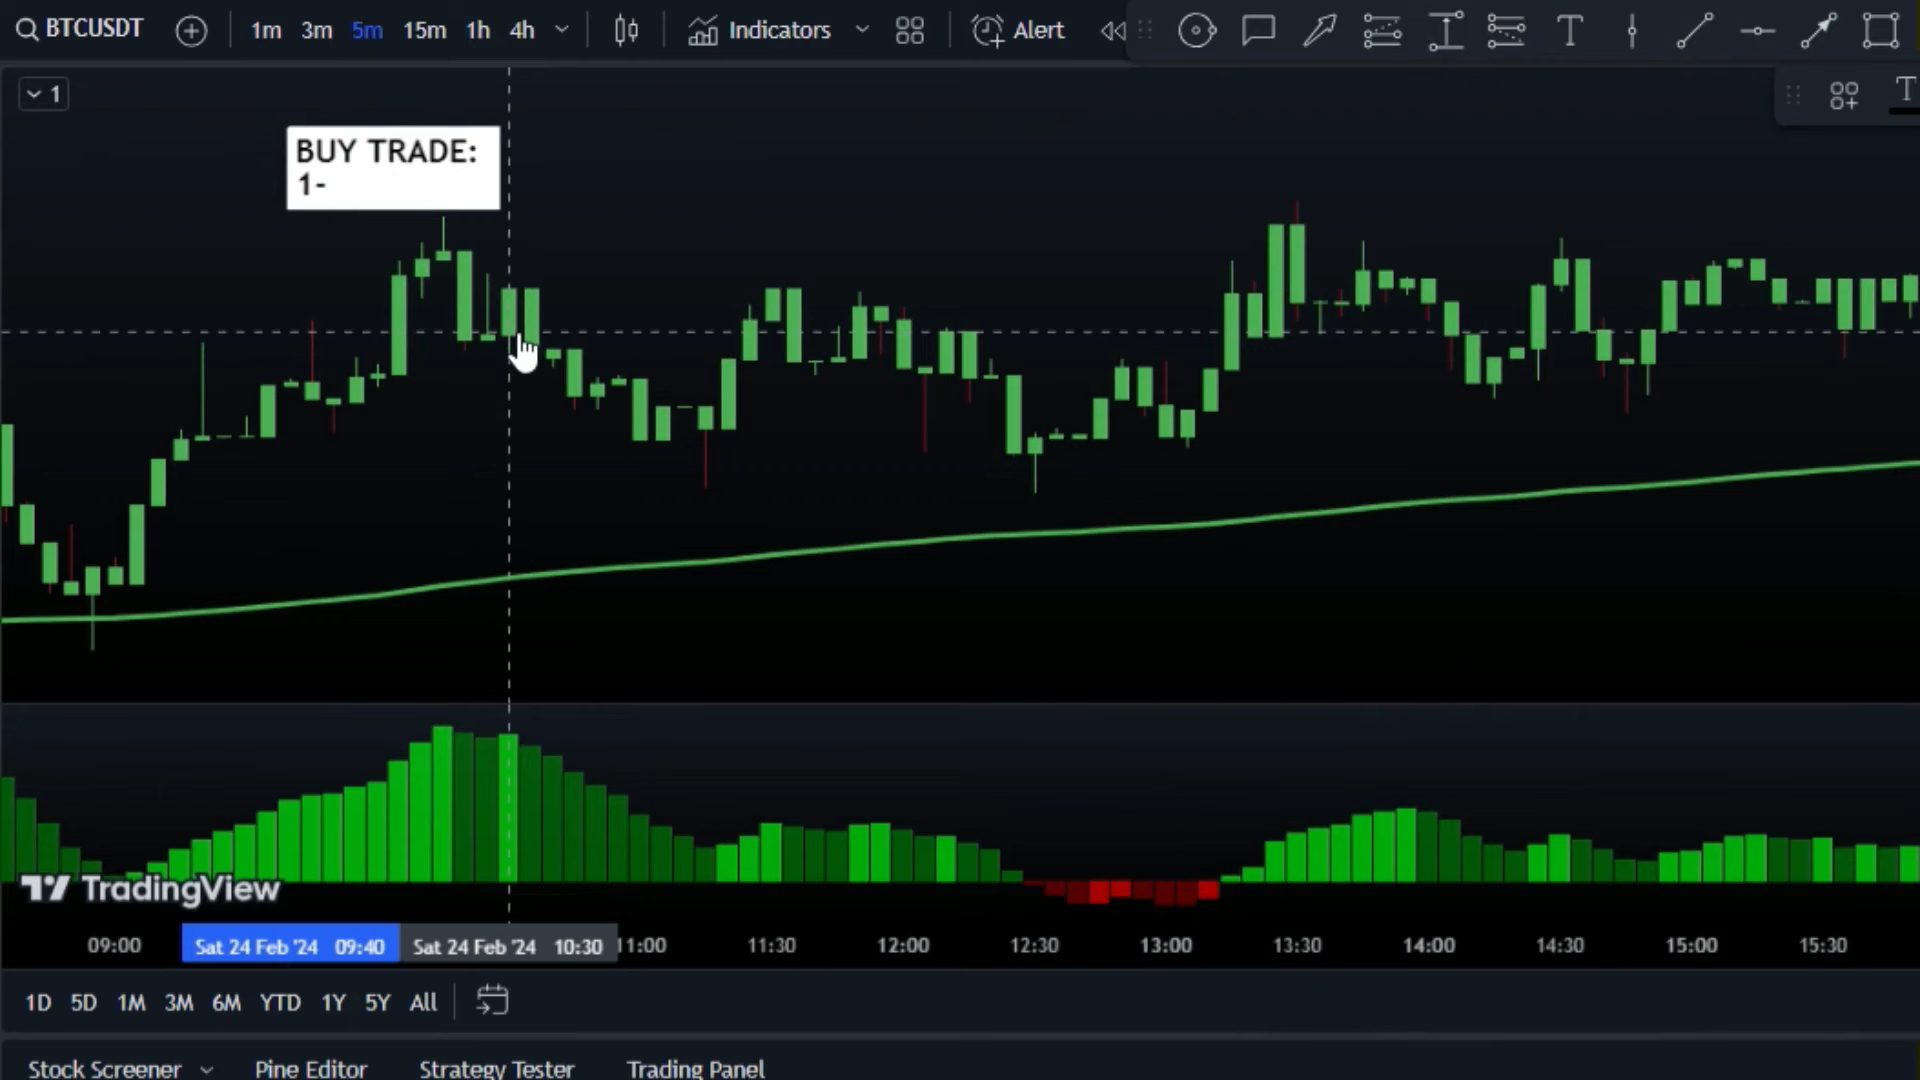 BTCUSDT
1m 3m 5m 15m 1h 4h
Indicators
Alert
T
1
T
BUY TRADE:
1-
TradingView
09:00 Sat 24 Feb '24 09:40 Sat 24 Feb '24 10:30 11:00 11:30 12:00 12:30 13:00 13:30 14:00 14:30 15:00 15:30
1D 5D 1M 3M 6M YTD 1Y 5Y All
Stock Screener Pine Editor Strategy Tester Trading Panel